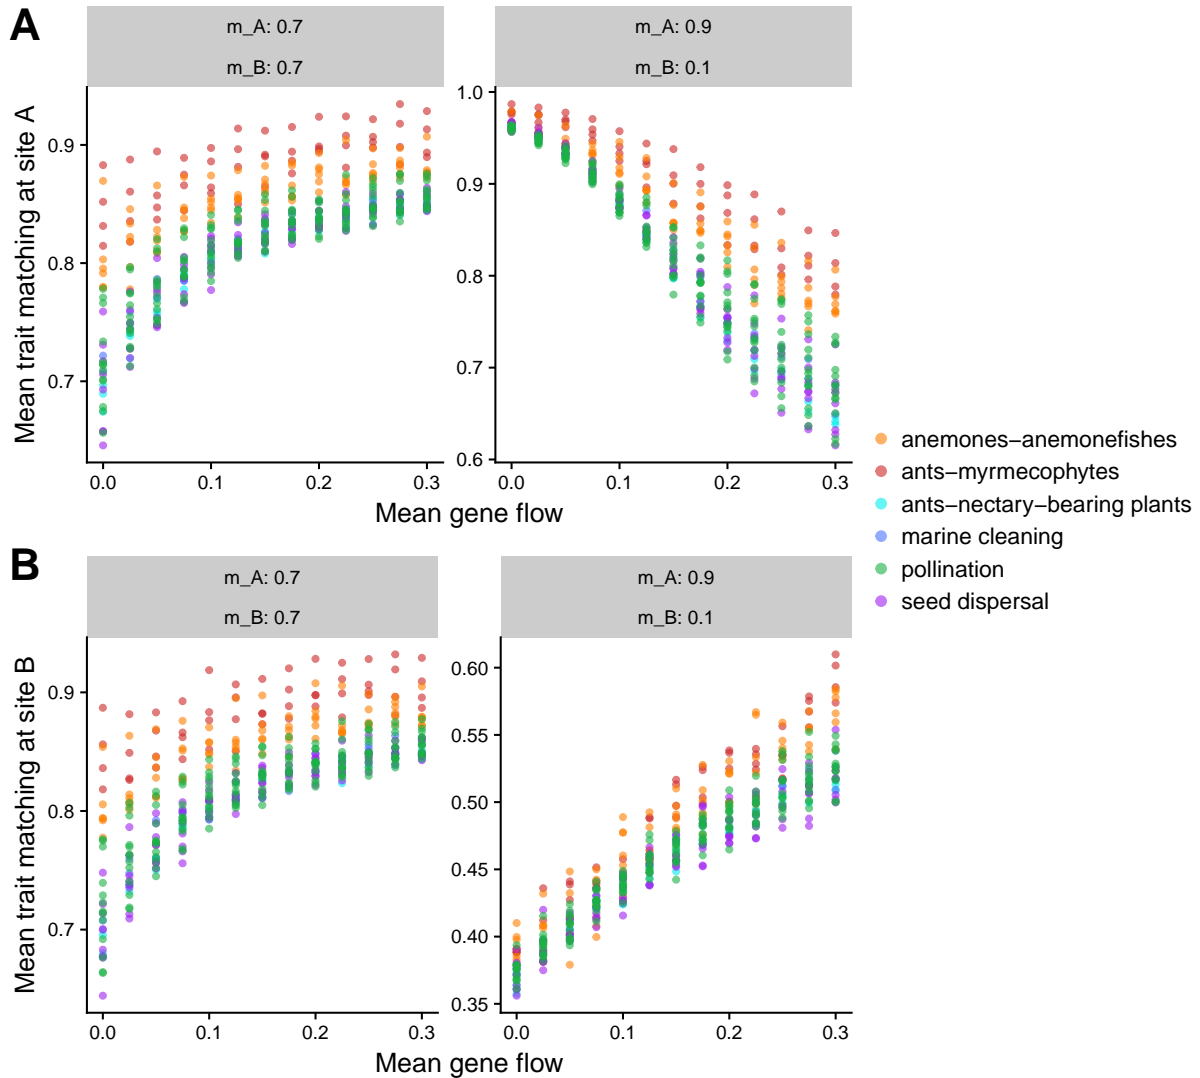 A
m_A: 0.7
m_B: 0.7
m_A: 0.9
m_B: 0.1
Mean trait matching at site A
0.9
0.8
0.7
1.0
0.9
0.8
0.7
0.6
0.0 0.1 0.2 0.3
0.0 0.1 0.2 0.3
Mean gene flow
anemones−anemonefishes
ants−myrmecophytes
ants−nectary−bearing plants
marine cleaning
pollination
seed dispersal
B
m_A: 0.7
m_B: 0.7
m_A: 0.9
m_B: 0.1
Mean trait matching at site B
0.9
0.8
0.7
0.60
0.55
0.50
0.45
0.40
0.35
0.0 0.1 0.2 0.3
0.0 0.1 0.2 0.3
Mean gene flow